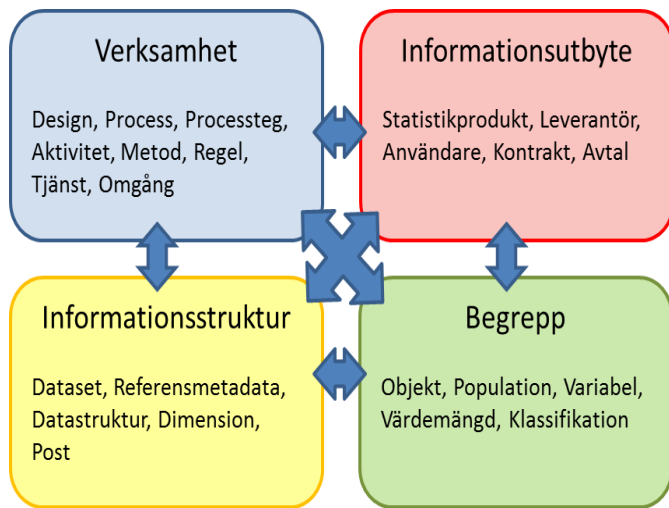 Verksamhet
Design, Process, Processteg,
Aktivitet, Metod, Regel,
Tjänst, Omgång
Informationsutbyte
Statistikprodukt, Leverantör,
Användare, Kontrakt, Avtal
Informationsstruktur
Dataset, Referensmetadata,
Datastruktur, Dimension,
Post
Begrepp
Objekt, Population, Variabel,
Värdemängd, Klassifikation